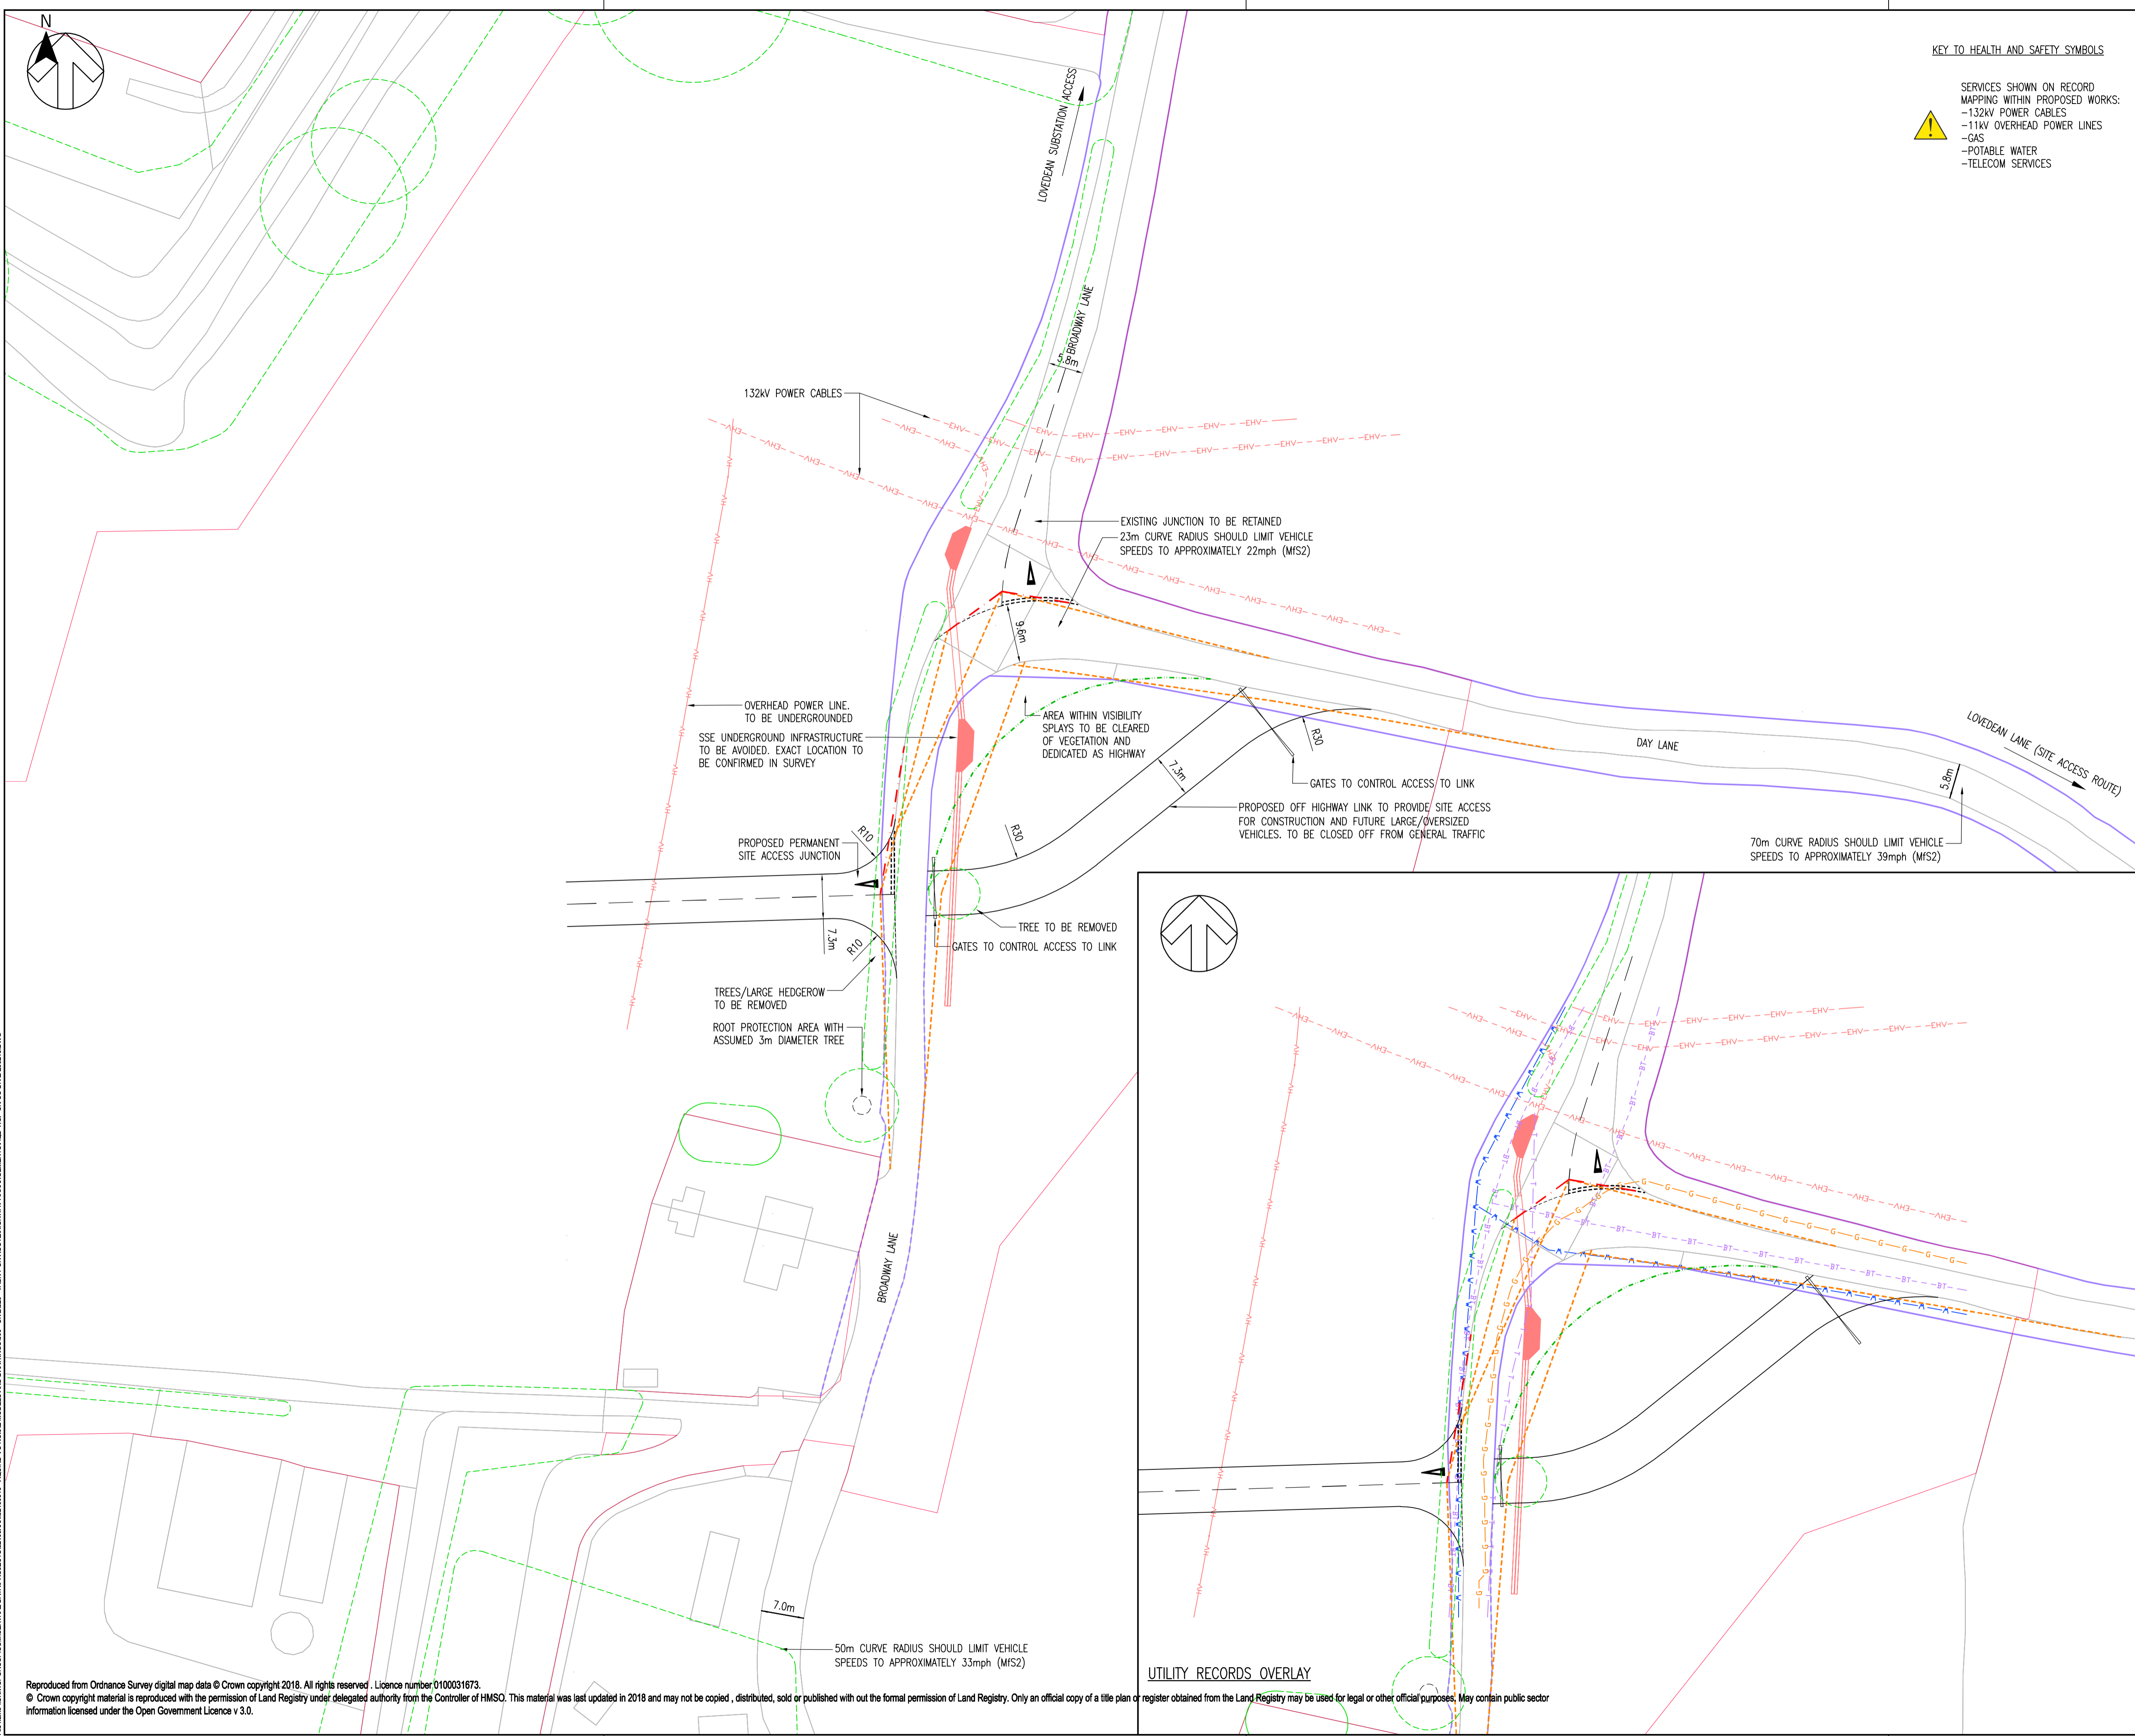 N
KEY TO HEALTH AND SAFETY SYMBOLS
SERVICES SHOWN ON RECORD
MAPPING WITHIN PROPOSED WORKS:
-132kV POWER CABLES
-11kV OVERHEAD POWER LINES
-GAS
-POTABLE WATER
-TELECOM SERVICES
LOVEDEAN SUBSTATION ACCESS
BROADWAY LANE
5.8m
132kV POWER CABLES
EXISTING JUNCTION TO BE RETAINED
23m CURVE RADIUS SHOULD LIMIT VEHICLE
SPEEDS TO APPROXIMATELY 22mph (MfS2)
9.6m
OVERHEAD POWER LINE.
TO BE UNDERGROUNDED
SSE UNDERGROUND INFRASTRUCTURE
TO BE AVOIDED. EXACT LOCATION TO
BE CONFIRMED IN SURVEY
AREA WITHIN VISIBILITY
SPLAYS TO BE CLEARED
OF VEGETATION AND
DEDICATED AS HIGHWAY
R30
DAY LANE
LOVEDEAN LANE (SITE ACCESS ROUTE)
5.8m
7.3m
GATES TO CONTROL ACCESS TO LINK
PROPOSED OFF HIGHWAY LINK TO PROVIDE SITE ACCESS
FOR CONSTRUCTION AND FUTURE LARGE/OVERSIZED
VEHICLES. TO BE CLOSED OFF FROM GENERAL TRAFFIC
70m CURVE RADIUS SHOULD LIMIT VEHICLE
SPEEDS TO APPROXIMATELY 39mph (MfS2)
R10
R30
PROPOSED PERMANENT
SITE ACCESS JUNCTION
7.3m
R10
TREE TO BE REMOVED
GATES TO CONTROL ACCESS TO LINK
TREES/LARGE HEDGEROW
TO BE REMOVED
ROOT PROTECTION AREA WITH
ASSUMED 3m DIAMETER TREE
BROADWAY LANE
7.0m
50m CURVE RADIUS SHOULD LIMIT VEHICLE
SPEEDS TO APPROXIMATELY 33mph (MfS2)
UTILITY RECORDS OVERLAY
Reproduced from Ordnance Survey digital map data © Crown copyright 2018. All rights reserved . Licence number 0100031673.
© Crown copyright material is reproduced with the permission of Land Registry under delegated authority from the Controller of HMSO. This material was last updated in 2018 and may not be copied , distributed, sold or published with out the formal permission of Land Registry. Only an official copy of a title plan or register obtained from the Land Registry may be used for legal or other official purposes. May contain public sector
information licensed under the Open Government Licence v 3.0.